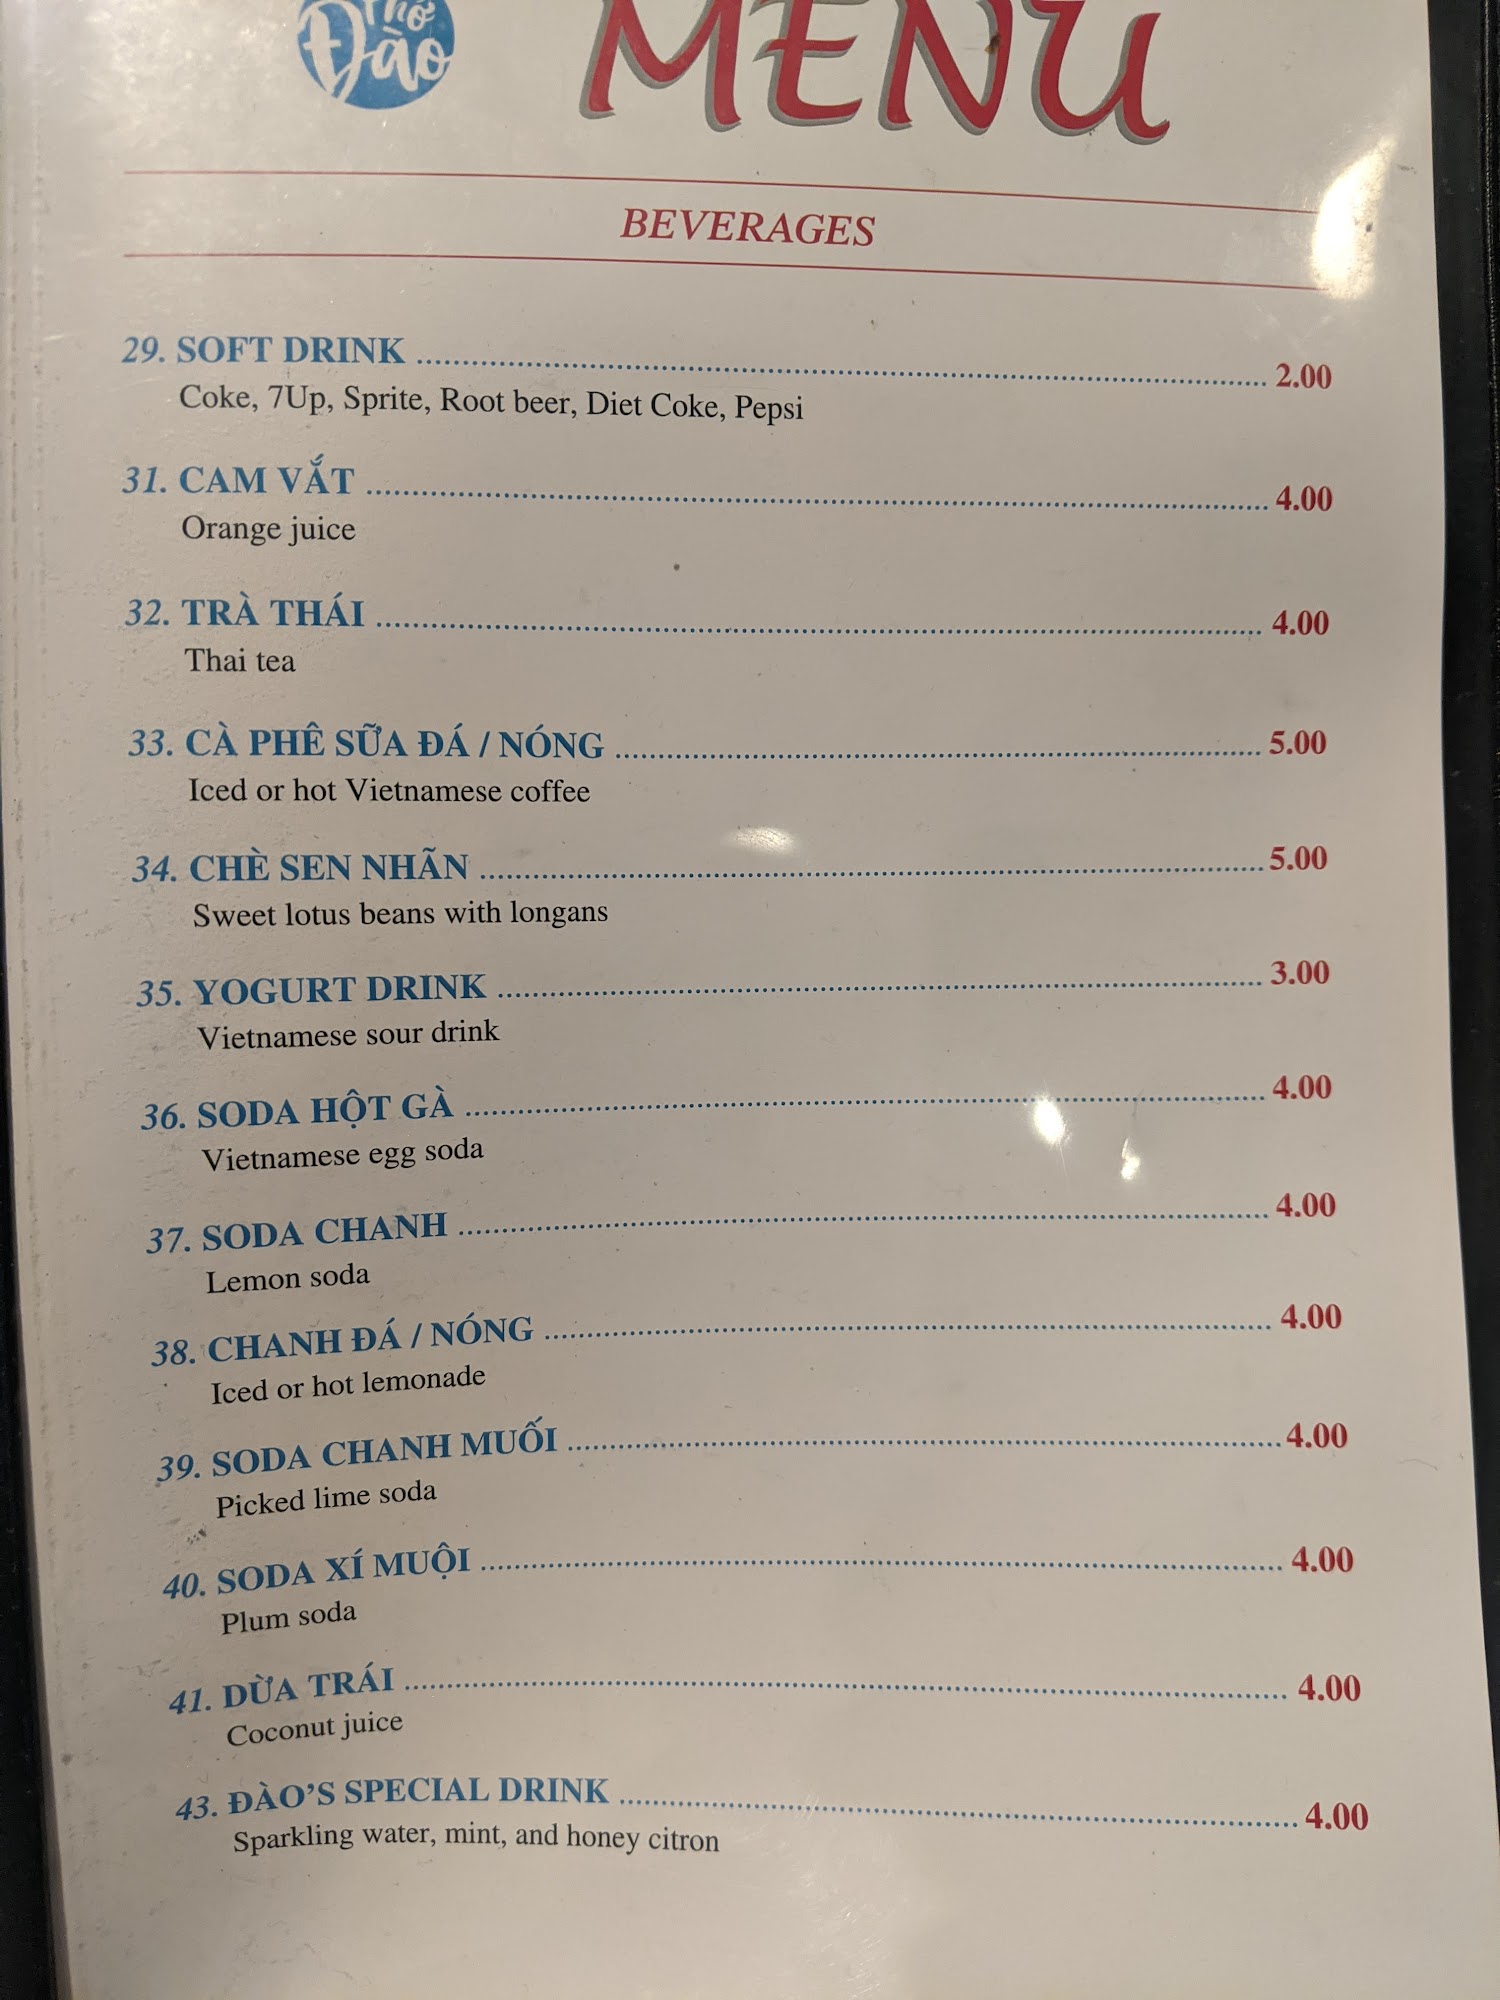 Phở
Đào
MENU
BEVERAGES
29. SOFT DRINK 2.00
Coke, 7Up, Sprite, Root beer, Diet Coke, Pepsi
31. CAM VẮT 4.00
Orange juice
32. TRÀ THÁI 4.00
Thai tea
33. CÀ PHÊ SỮA ĐÁ / NÓNG 5.00
Iced or hot Vietnamese coffee
34. CHÈ SEN NHÃN 5.00
Sweet lotus beans with longans
35. YOGURT DRINK 3.00
Vietnamese sour drink
36. SODA HỘT GÀ 4.00
Vietnamese egg soda
37. SODA CHANH 4.00
Lemon soda
38. CHANH ĐÁ / NÓNG 4.00
Iced or hot lemonade
39. SODA CHANH MUỐI 4.00
Picked lime soda
40. SODA XÍ MUỘI 4.00
Plum soda
41. DỪA TRÁI 4.00
Coconut juice
43. ĐÀO'S SPECIAL DRINK 4.00
Sparkling water, mint, and honey citron